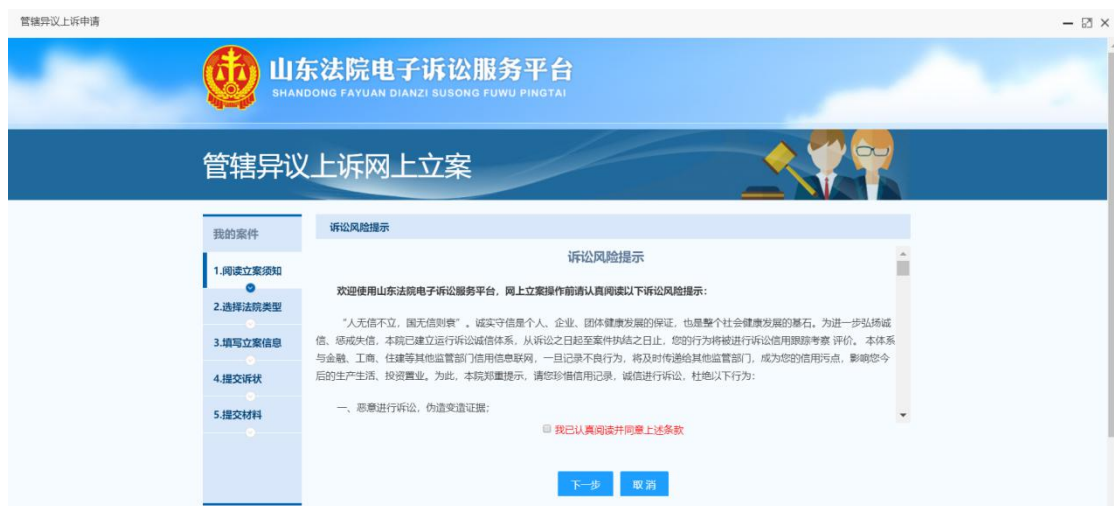 管辖异议上诉申请
山东法院电子诉讼服务平台
SHANDONG FAYUAN DIANZI SUSONG FUWU PINGTAI
管辖异议上诉网上立案
我的案件
1.阅读立案须知
2.选择法院类型
3.填写立案信息
4.提交诉状
5.提交材料
诉讼风险提示
诉讼风险提示
欢迎使用山东法院电子诉讼服务平台，网上立案操作前请认真阅读以下诉讼风险提示：
“人无信不立，国无信则衰”。诚实守信是个人、企业、团体健康发展的保证，也是整个社会健康发展的基石。为进一步弘扬诚
信、惩戒失信，本院已建立运行诉讼诚信体系，从诉讼之日起至案件执结之日止，您的行为将被进行诉讼信用跟踪考察 评价。 本体系
与金融、工商、住建等其他监管部门信用信息联网，一旦记录不良行为，将及时传递给其他监管部门，成为您的信用污点，影响您今
后的生产生活、投资置业。为此，本院郑重提示，请您珍惜信用记录，诚信进行诉讼，杜绝以下行为：
一、恶意进行诉讼，伪造变造证据；
我已认真阅读并同意上述条款
下一步 取消